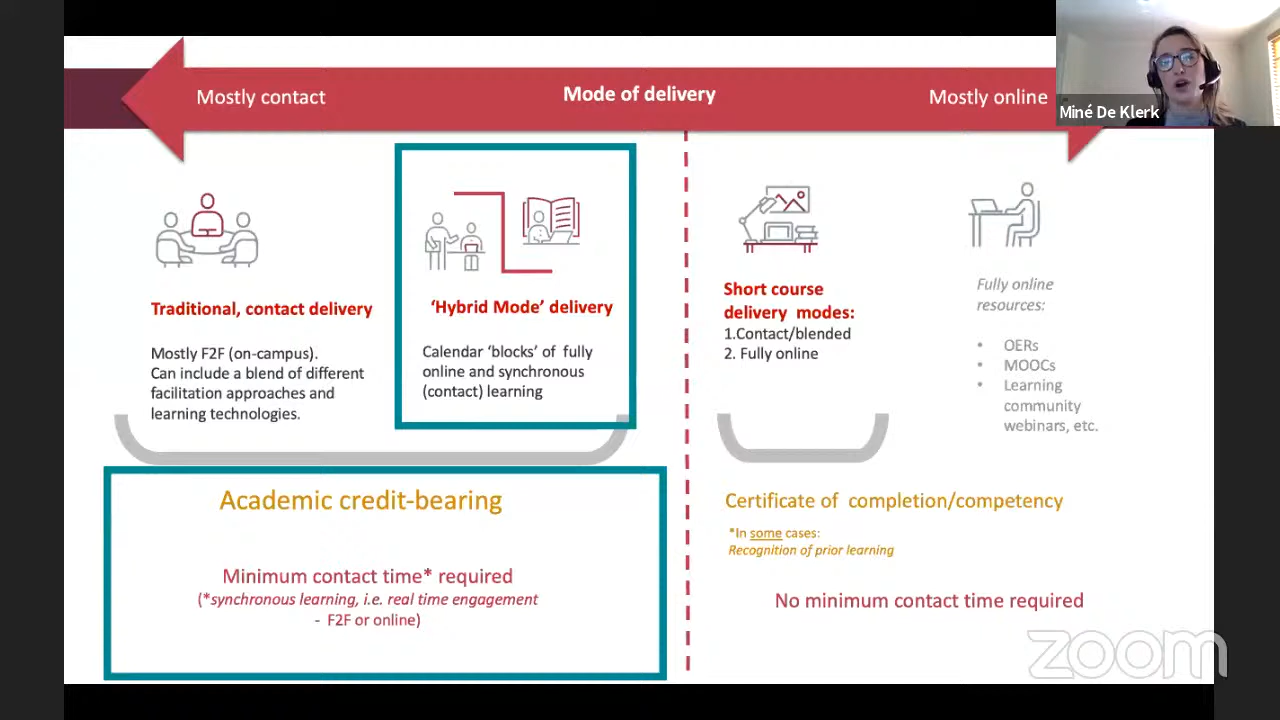 Mostly contact
Mode of delivery
Mostly online
Miné De Klerk
Traditional, contact delivery
Mostly F2F (on-campus).
Can include a blend of different
facilitation approaches and
learning technologies.
‘Hybrid Mode’ delivery
Calendar ‘blocks’ of fully
online and synchronous
(contact) learning
Short course
delivery modes:
1.Contact/blended
2. Fully online
Fully online
resources:
• OERs
• MOOCs
• Learning
community
webinars, etc.
Academic credit-bearing
Minimum contact time* required
(*synchronous learning, i.e. real time engagement
- F2F or online)
Certificate of completion/competency
*In some cases:
Recognition of prior learning
No minimum contact time required
zoom